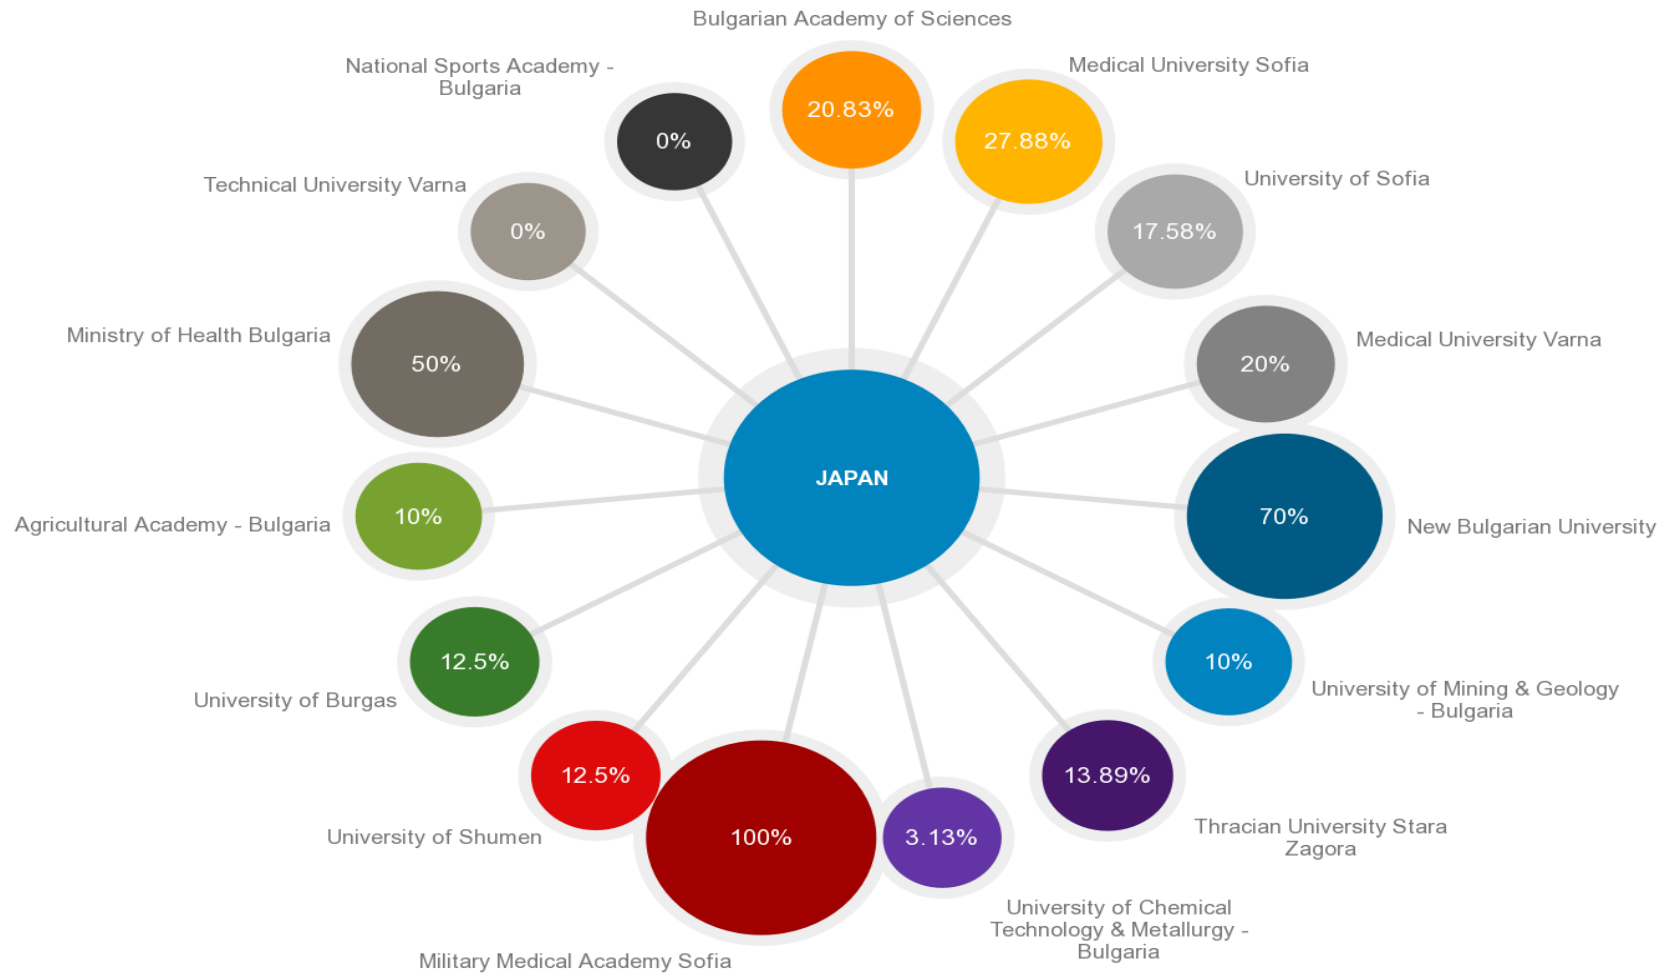 Bulgarian Academy of Sciences
20.83%
Medical University Sofia
27.88%
University of Sofia
17.58%
Medical University Varna
20%
New Bulgarian University
70%
University of Mining & Geology
- Bulgaria
10%
Thracian University Stara
Zagora
13.89%
University of Chemical
Technology & Metallurgy -
Bulgaria
3.13%
Military Medical Academy Sofia
100%
University of Shumen
12.5%
University of Burgas
12.5%
Agricultural Academy - Bulgaria
10%
Ministry of Health Bulgaria
50%
Technical University Varna
0%
National Sports Academy -
Bulgaria
0%
JAPAN